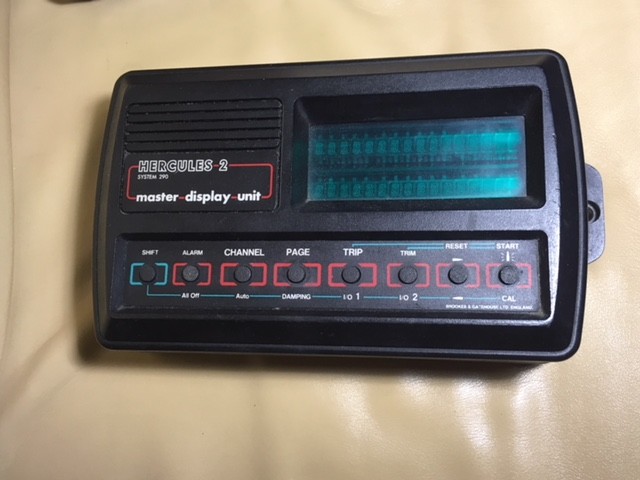 HERCULES 2
SYSTEM 290
master display unit
RESET START
SHIFT ALARM CHANNEL PAGE TRIP TRIM
All Off Auto DAMPING I/O 1 I/O 2 CAL
BROOKES & GATEHOUSE LTD. ENGLAND